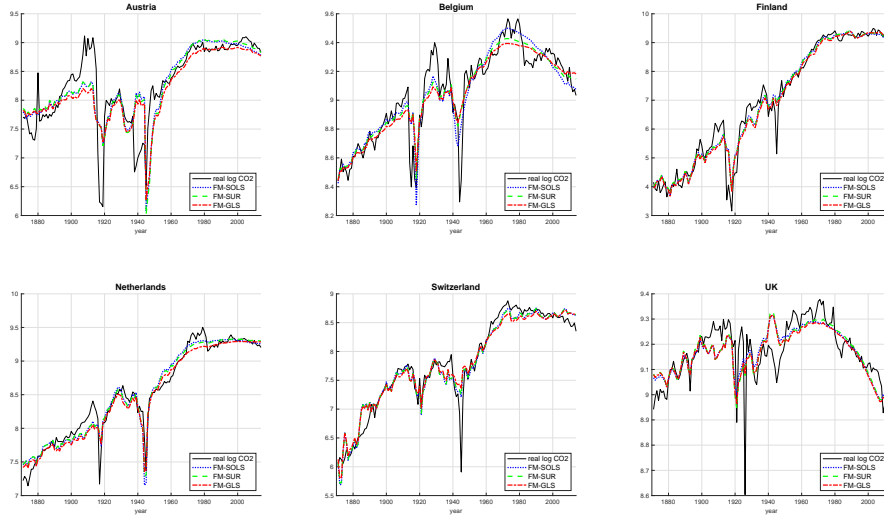 Austria
9.5
9
8.5
8
7.5
7
6.5
6
1880 1900 1920 1940 1960 1980 2000
year
real log CO2
FM-SOLS
FM-SUR
FM-GLS
Belgium
9.6
9.4
9.2
9
8.8
8.6
8.4
8.2
1880 1900 1920 1940 1960 1980 2000
year
real log CO2
FM-SOLS
FM-SUR
FM-GLS
Finland
10
9
8
7
6
5
4
3
1880 1900 1920 1940 1960 1980 2000
year
real log CO2
FM-SOLS
FM-SUR
FM-GLS
Netherlands
10
9.5
9
8.5
8
7.5
7
1880 1900 1920 1940 1960 1980 2000
year
real log CO2
FM-SOLS
FM-SUR
FM-GLS
Switzerland
9
8.5
8
7.5
7
6.5
6
5.5
1880 1900 1920 1940 1960 1980 2000
year
real log CO2
FM-SOLS
FM-SUR
FM-GLS
UK
9.4
9.3
9.2
9.1
9
8.9
8.8
8.7
8.6
1880 1900 1920 1940 1960 1980 2000
year
real log CO2
FM-SOLS
FM-SUR
FM-GLS